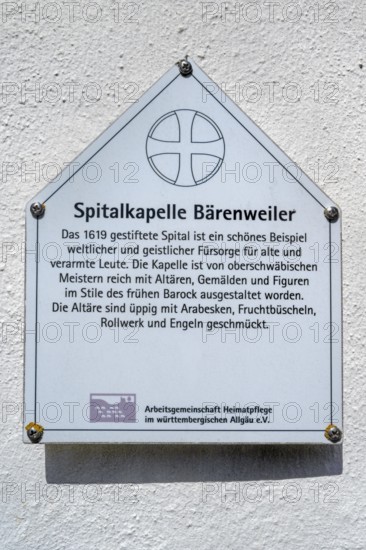 Spitalkapelle Bärenweiler
Das 1619 gestiftete Spital ist ein schönes Beispiel
weltlicher und geistlicher Fürsorge für alte und
verarmte Leute. Die Kapelle ist von oberschwäbischen
Meistern reich mit Altären, Gemälden und Figuren
im Stile des frühen Barock ausgestaltet worden.
Die Altäre sind üppig mit Arabesken, Fruchtbüscheln,
Rollwerk und Engeln geschmückt.
Arbeitsgemeinschaft Heimatpflege
im württembergischen Allgäu e.V.
PHOTO 12